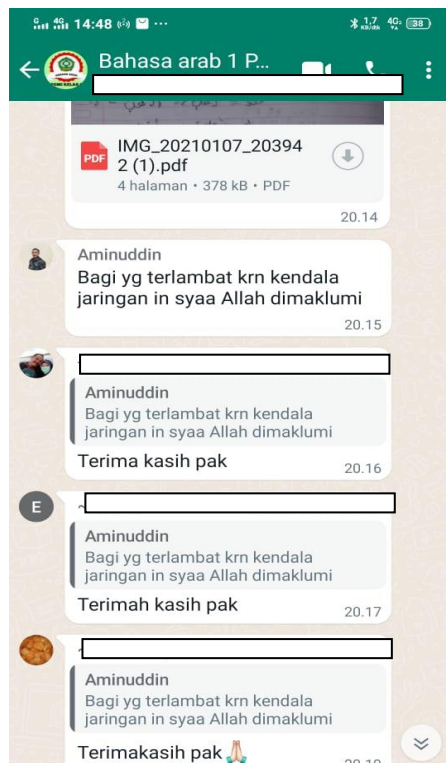 14:48 ...
1.7 KB/dtk 4G 38
Bahasa arab 1 P...
PDF
IMG_20210107_20394
2 (1).pdf
4 halaman • 378 kB • PDF
20.14
Aminuddin
Bagi yg terlambat krn kendala
jaringan in syaa Allah dimaklumi
20.15
Aminuddin
Bagi yg terlambat krn kendala
jaringan in syaa Allah dimaklumi
Terima kasih pak
20.16
E
~
Aminuddin
Bagi yg terlambat krn kendala
jaringan in syaa Allah dimaklumi
Terimah kasih pak
20.17
Aminuddin
Bagi yg terlambat krn kendala
jaringan in syaa Allah dimaklumi
Terimakasih pak 🙏🏻